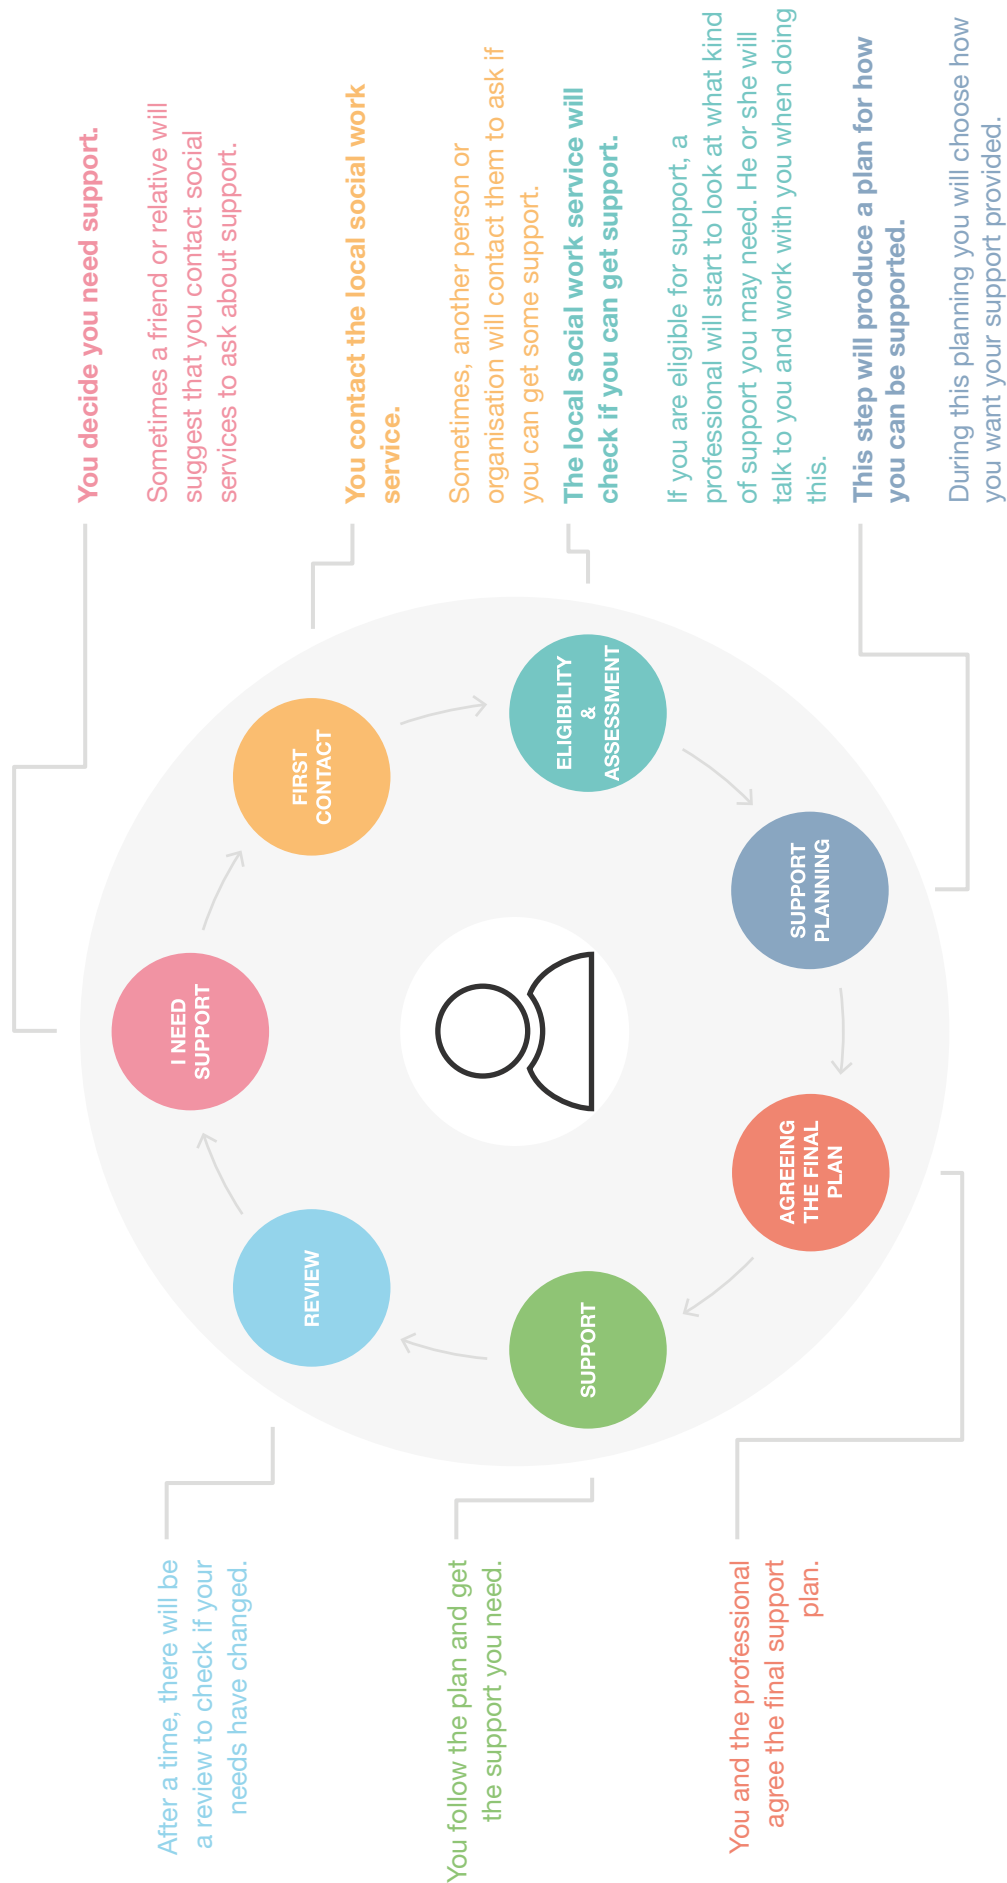 You decide you need support.
Sometimes a friend or relative will
suggest that you contact social
services to ask about support.
You contact the local social work
service.
Sometimes, another person or
organisation will contact them to ask if
you can get some support.
The local social work service will
check if you can get support.
If you are eligible for support, a
professional will start to look at what kind
of support you may need. He or she will
talk to you and work with you when doing
this.
This step will produce a plan for how
you can be supported.
During this planning you will choose how
you want your support provided.
I NEED
SUPPORT
FIRST
CONTACT
ELIGIBILITY
&
ASSESSMENT
SUPPORT
PLANNING
AGREEING
THE FINAL
PLAN
SUPPORT
REVIEW
After a time, there will be
a review to check if your
needs have changed.
You follow the plan and get
the support you need.
You and the professional
agree the final support
plan.